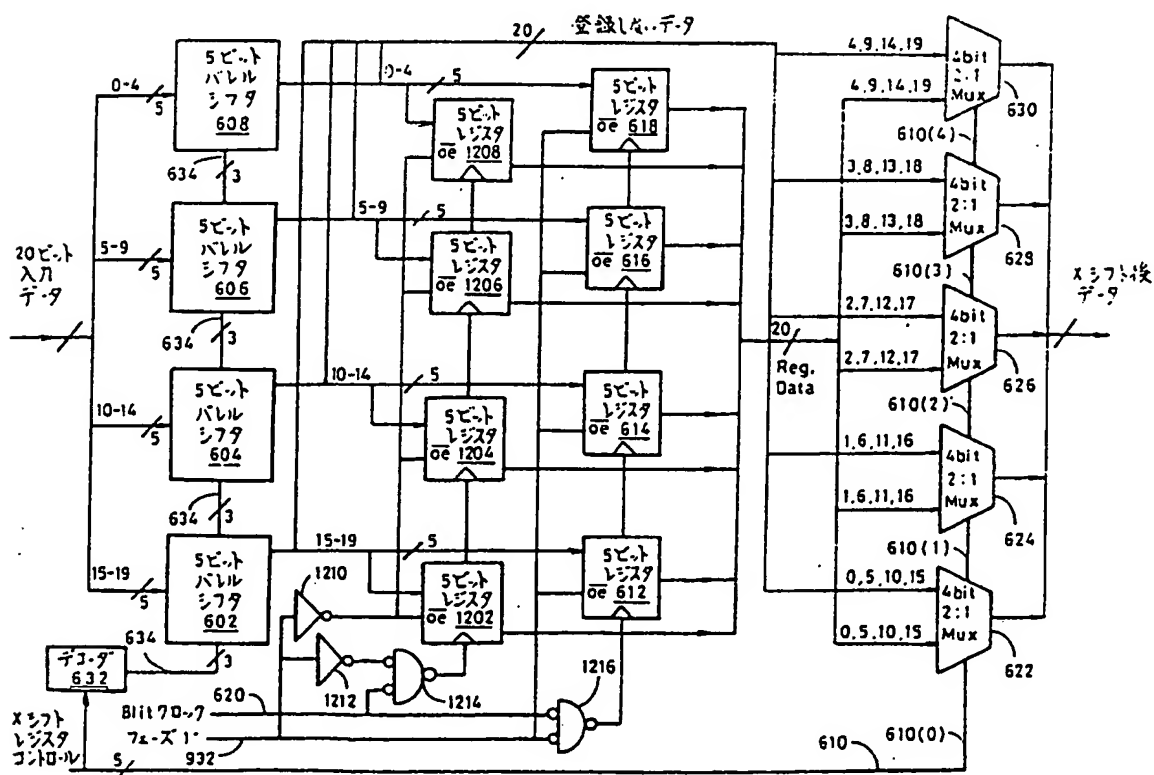 20
登録しないデータ
5ビット
バレル
シフタ
608
0-4
5
0-4
5
5ビット
レジスタ
oe 618
5ビット
レジスタ
oe 1208
4,9,14,19
4,9,14,19
4bit
2:1
Mux
630
634
3
610(4)
5ビット
バレル
シフタ
606
5-9
5
5-9
5
5ビット
レジスタ
oe 616
5ビット
レジスタ
oe 1206
3,8,13,18
3,8,13,18
4bit
2:1
Mux
628
20ビット
入力
データ
634
3
610(3)
Xシフト後
データ
2,7,12,17
2,7,12,17
4bit
2:1
Mux
626
20
Reg.
Data
5ビット
バレル
シフタ
604
10-14
5
10-14
5
5ビット
レジスタ
oe 614
5ビット
レジスタ
oe 1204
610(2)
1,6,11,16
1,6,11,16
4bit
2:1
Mux
624
634
3
610(1)
5ビット
バレル
シフタ
602
15-19
5
15-19
5
5ビット
レジスタ
oe 612
5ビット
レジスタ
oe 1202
1210
0,5,10,15
0,5,10,15
4bit
2:1
Mux
622
634
3
デコーダ
632
1212
1214
1216
620
Blitクロック
フェーズ1
932
Xシフト
レジスタ
コントロール
5
610
610(0)